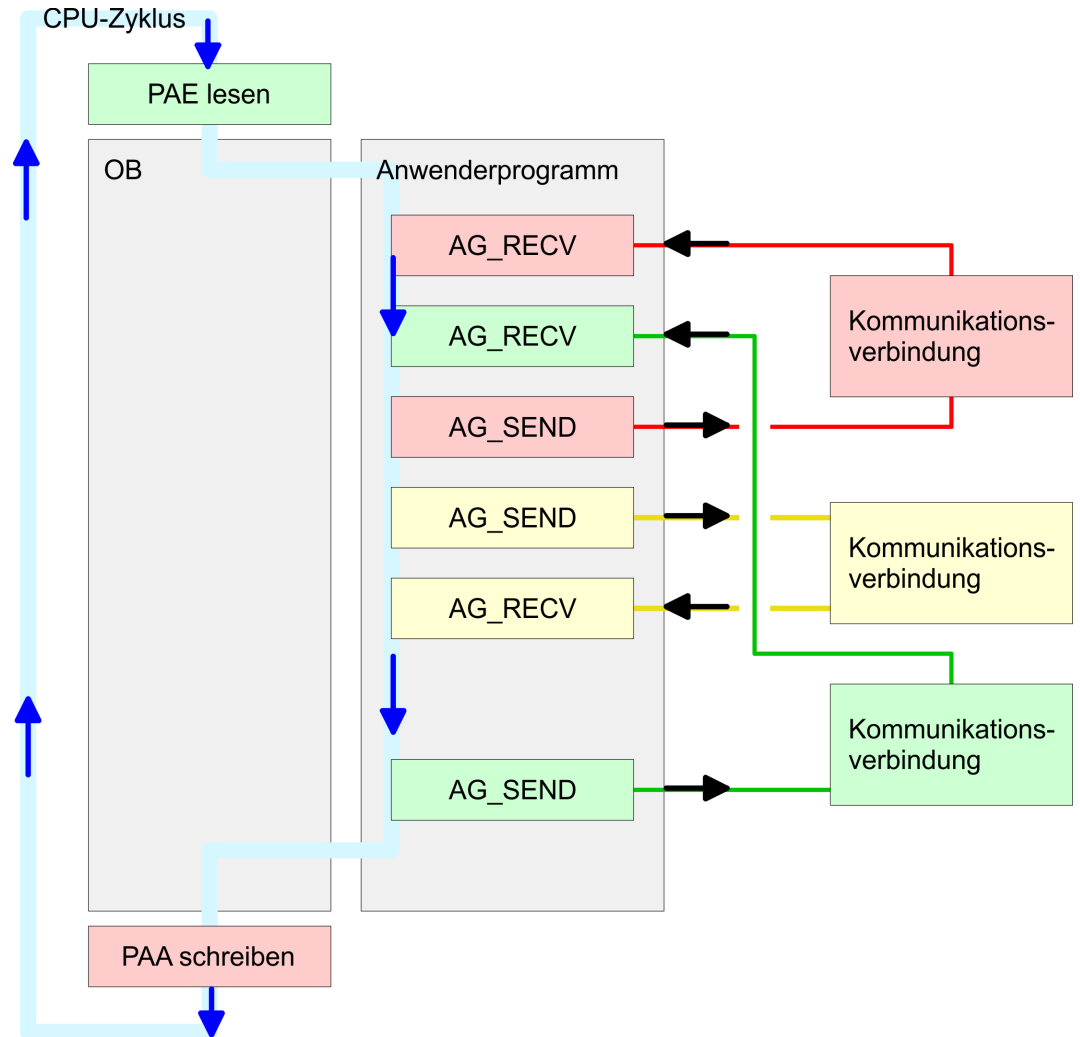 CPU-Zyklus
PAE lesen
OB
Anwenderprogramm
AG_RECV
AG_RECV
AG_SEND
AG_SEND
AG_RECV
AG_SEND
Kommunikations-
verbindung
Kommunikations-
verbindung
Kommunikations-
verbindung
PAA schreiben